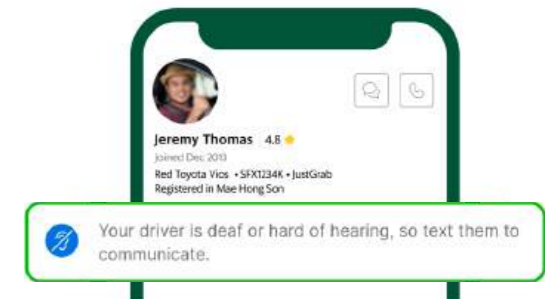 Jeremy Thomas 4.8
Joined Dec 2013
Red Toyota Vios • SFX1234K • JustGrab
Registered in Mae Hong Son
Your driver is deaf or hard of hearing, so text them to
communicate.